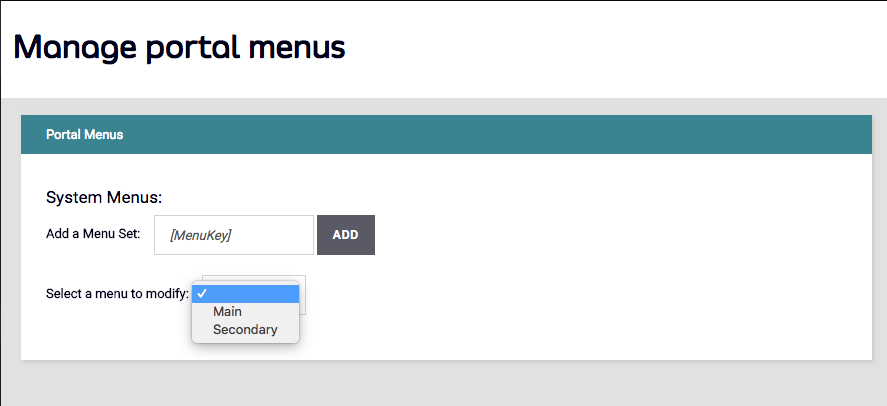 Manage portal menus
Portal Menus
System Menus:
Add a Menu Set: [MenuKey] ADD
Select a menu to modify: ✓
Main
Secondary